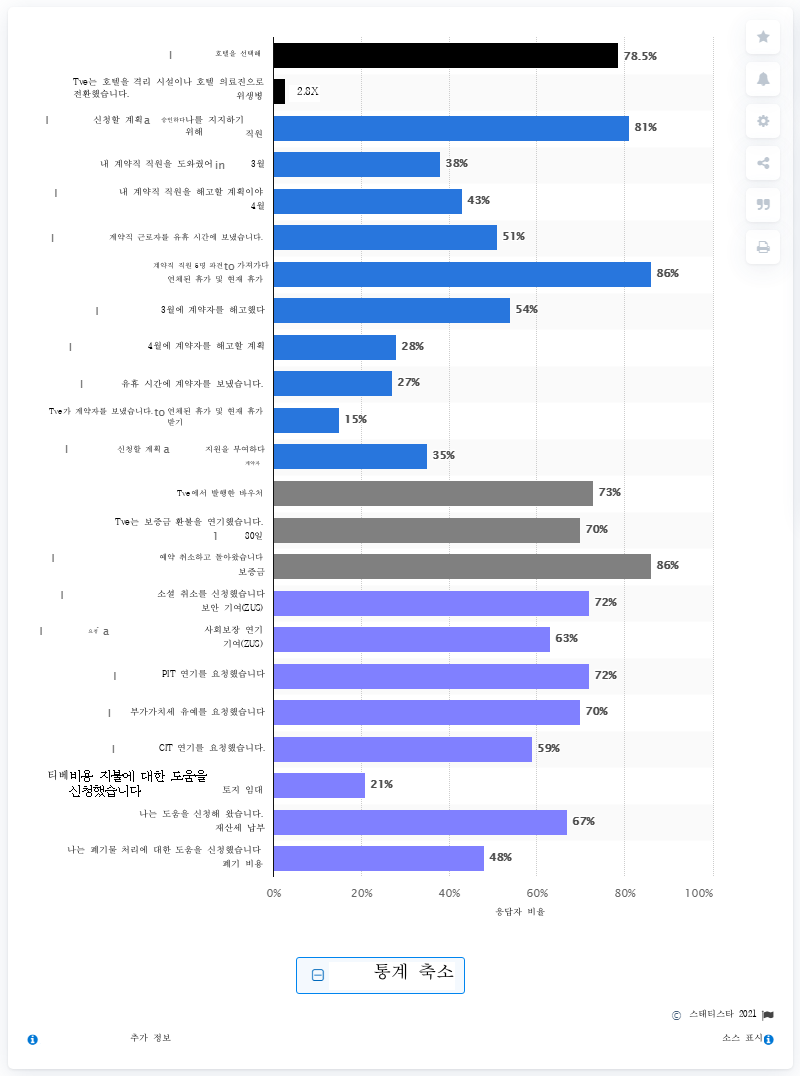 호텔을 선택해
78.5%
Tve는 호텔을 격리 시설이나 호텔 의료진으로
전환했습니다.
위생병
2.8X
I 신청할 계획 a 승인하다 나를 지지하기
위해 직원
81%
내 계약직 직원을 도와줬어 in 3월
38%
I 내 계약직 직원을 해고할 계획이야
4월
43%
I 계약직 근로자를 유휴 시간에 보냈습니다.
51%
계약직 직원 6명 파견 to 가져가다
연체된 휴가 및 현재 휴가
86%
I 3월에 계약자를 해고했다
54%
I 4월에 계약자를 해고할 계획
28%
I 유휴 시간에 계약자를 보냈습니다.
27%
Tve가 계약자를 보냈습니다. to 연체된 휴가 및 현재 휴가
받기
15%
I 신청할 계획 a 지원을 부여하다
계약자
35%
Tve에서 발행한 바우처
73%
Tve는 보증금 환불을 연기했습니다.
1 30일
70%
I 예약 취소하고 돌아왔습니다
보증금
86%
I 소셜 취소를 신청했습니다
보안 기여(ZUS)
72%
I 요청 a 사회보장 연기
기여(ZUS)
63%
I PIT 연기를 요청했습니다
72%
I 부가가치세 유예를 요청했습니다
70%
I CIT 연기를 요청했습니다.
59%
티베 비용 지불에 대한 도움을
신청했습니다 토지 임대
21%
나는 도움을 신청해 왔습니다.
재산세 납부
67%
나는 폐기물 처리에 대한 도움을 신청했습니다
폐기 비용
48%
0% 20% 40% 60% 80% 100%
응답자 비율
통계 축소
© 스태티스타 2021
추가 정보 소스 표시